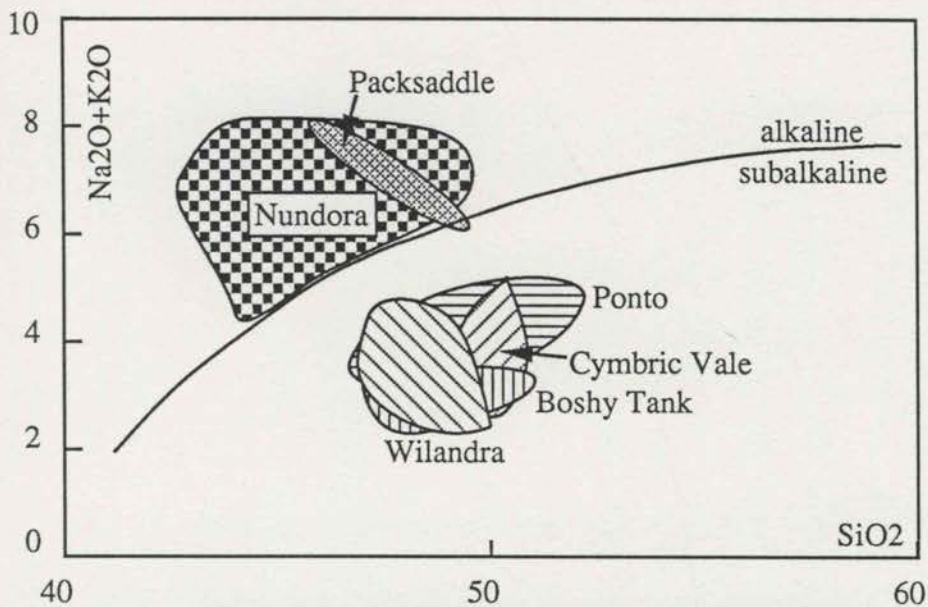 10
Na2O+K2O
Packsaddle
8
alkaline
subalkaline
Nundora
6
Ponto
4
Cymbric Vale
Boshy Tank
2
Wilandra
0
SiO2
40
50
60